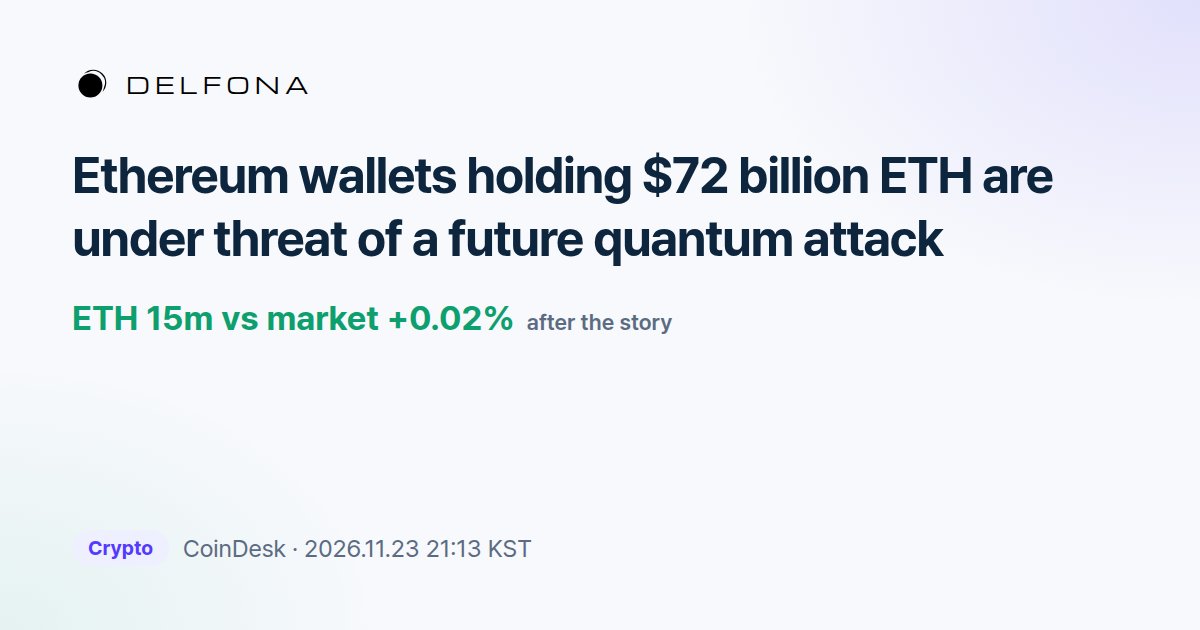 DELFONA
Ethereum wallets holding $72 billion ETH are
under threat of a future quantum attack
ETH 15m vs market +0.02% after the story
Crypto CoinDesk · 2026.11.23 21:13 KST